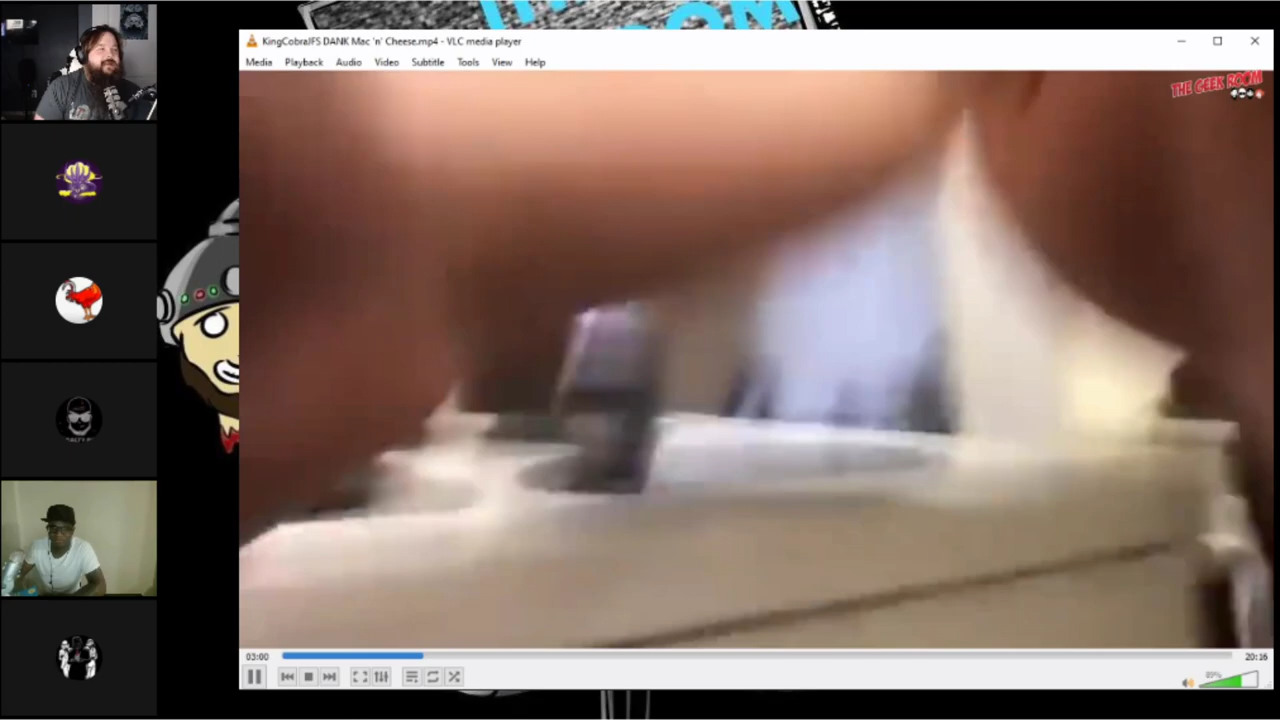 KingCobraJFS DANK Mac 'n' Cheese.mp4 - VLC media player
Media Playback Audio Video Subtitle Tools View Help
THE GEEK ROOM
03:00
20:16
89%